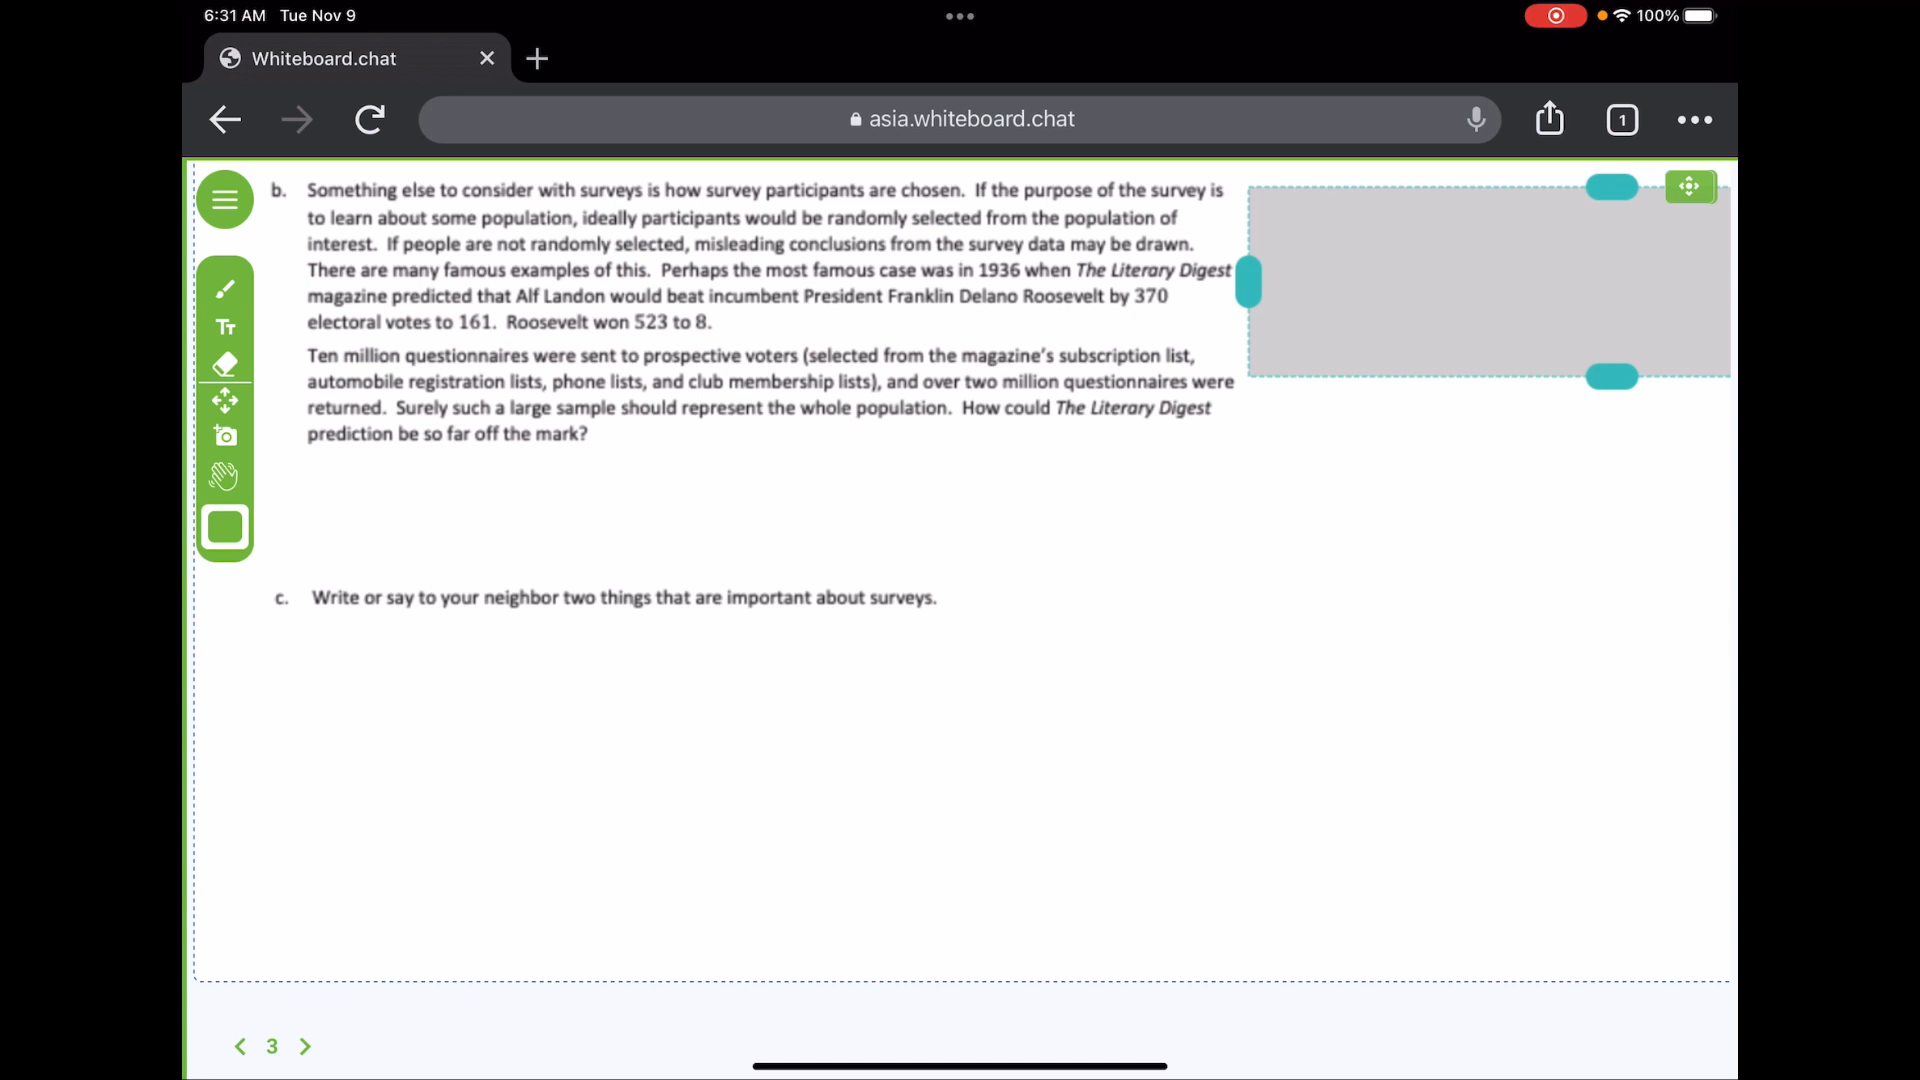 6:31 AM Tue Nov 9
100%
Whiteboard.chat
asia.whiteboard.chat
1
b. Something else to consider with surveys is how survey participants are chosen. If the purpose of the survey is
to learn about some population, ideally participants would be randomly selected from the population of
interest. If people are not randomly selected, misleading conclusions from the survey data may be drawn.
There are many famous examples of this. Perhaps the most famous case was in 1936 when The Literary Digest
magazine predicted that Alf Landon would beat incumbent President Franklin Delano Roosevelt by 370
electoral votes to 161. Roosevelt won 523 to 8.
Ten million questionnaires were sent to prospective voters (selected from the magazine's subscription list,
automobile registration lists, phone lists, and club membership lists), and over two million questionnaires were
returned. Surely such a large sample should represent the whole population. How could The Literary Digest
prediction be so far off the mark?
c. Write or say to your neighbor two things that are important about surveys.
TT
< 3 >